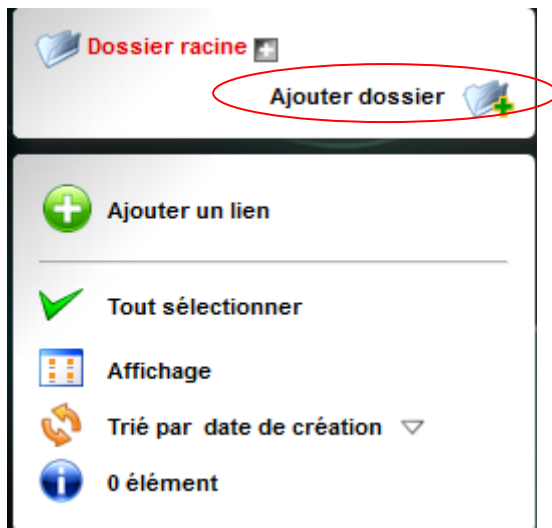 Dossier racine
Ajouter dossier
Ajouter un lien
Tout sélectionner
Affichage
Trié par date de création
0 élément